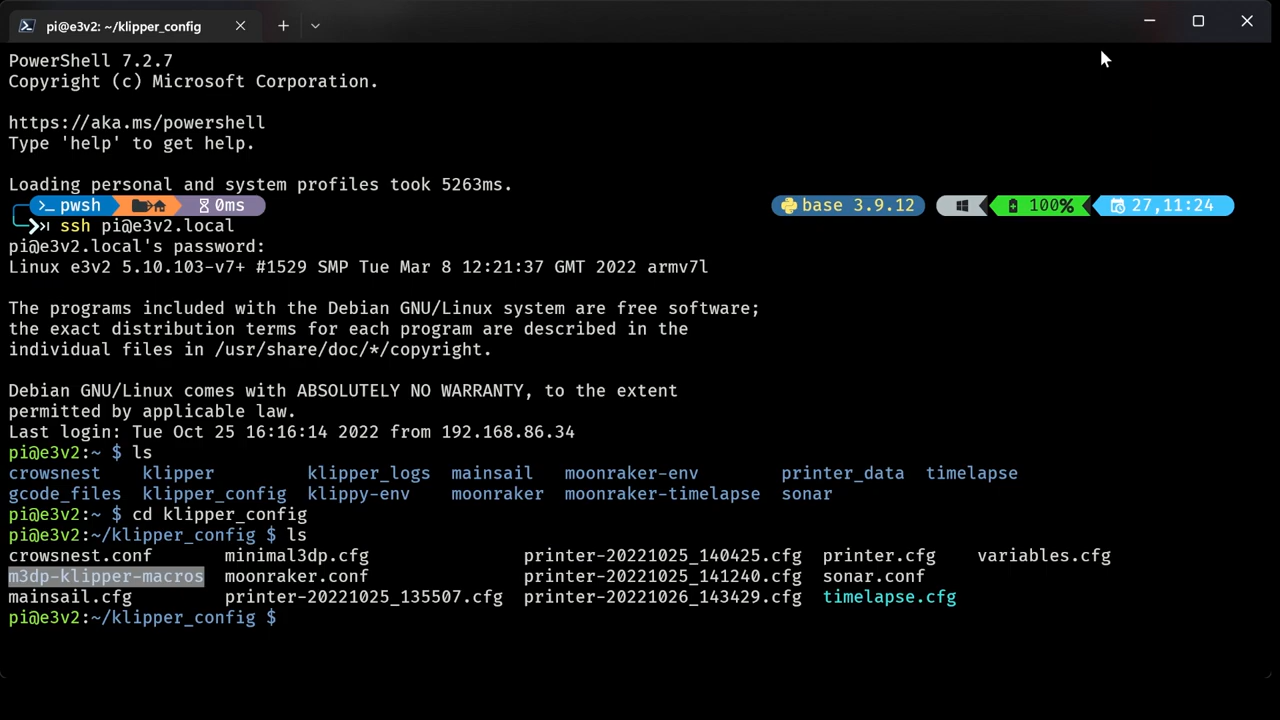 pi@e3v2: ~/klipper_config
PowerShell 7.2.7
Copyright (c) Microsoft Corporation.
https://aka.ms/powershell
Type 'help' to get help.
Loading personal and system profiles took 5263ms.
>_ pwsh 0ms base 3.9.12 100% 27,11:24
ssh pi@e3v2.local
pi@e3v2.local's password:
Linux e3v2 5.10.103-v7+ #1529 SMP Tue Mar 8 12:21:37 GMT 2022 armv7l
The programs included with the Debian GNU/Linux system are free software;
the exact distribution terms for each program are described in the
individual files in /usr/share/doc/*/copyright.
Debian GNU/Linux comes with ABSOLUTELY NO WARRANTY, to the extent
permitted by applicable law.
Last login: Tue Oct 25 16:16:14 2022 from 192.168.86.34
pi@e3v2:~ $ ls
crowsnest klipper klipper_logs mainsail moonraker-env printer_data timelapse
gcode_files klipper_config klippy-env moonraker moonraker-timelapse sonar
pi@e3v2:~ $ cd klipper_config
pi@e3v2:~/klipper_config $ ls
crowsnest.conf minimal3dp.cfg printer-20221025_140425.cfg printer.cfg variables.cfg
m3dp-klipper-macros moonraker.conf printer-20221025_141240.cfg sonar.conf
mainsail.cfg printer-20221025_135507.cfg printer-20221026_143429.cfg timelapse.cfg
pi@e3v2:~/klipper_config $